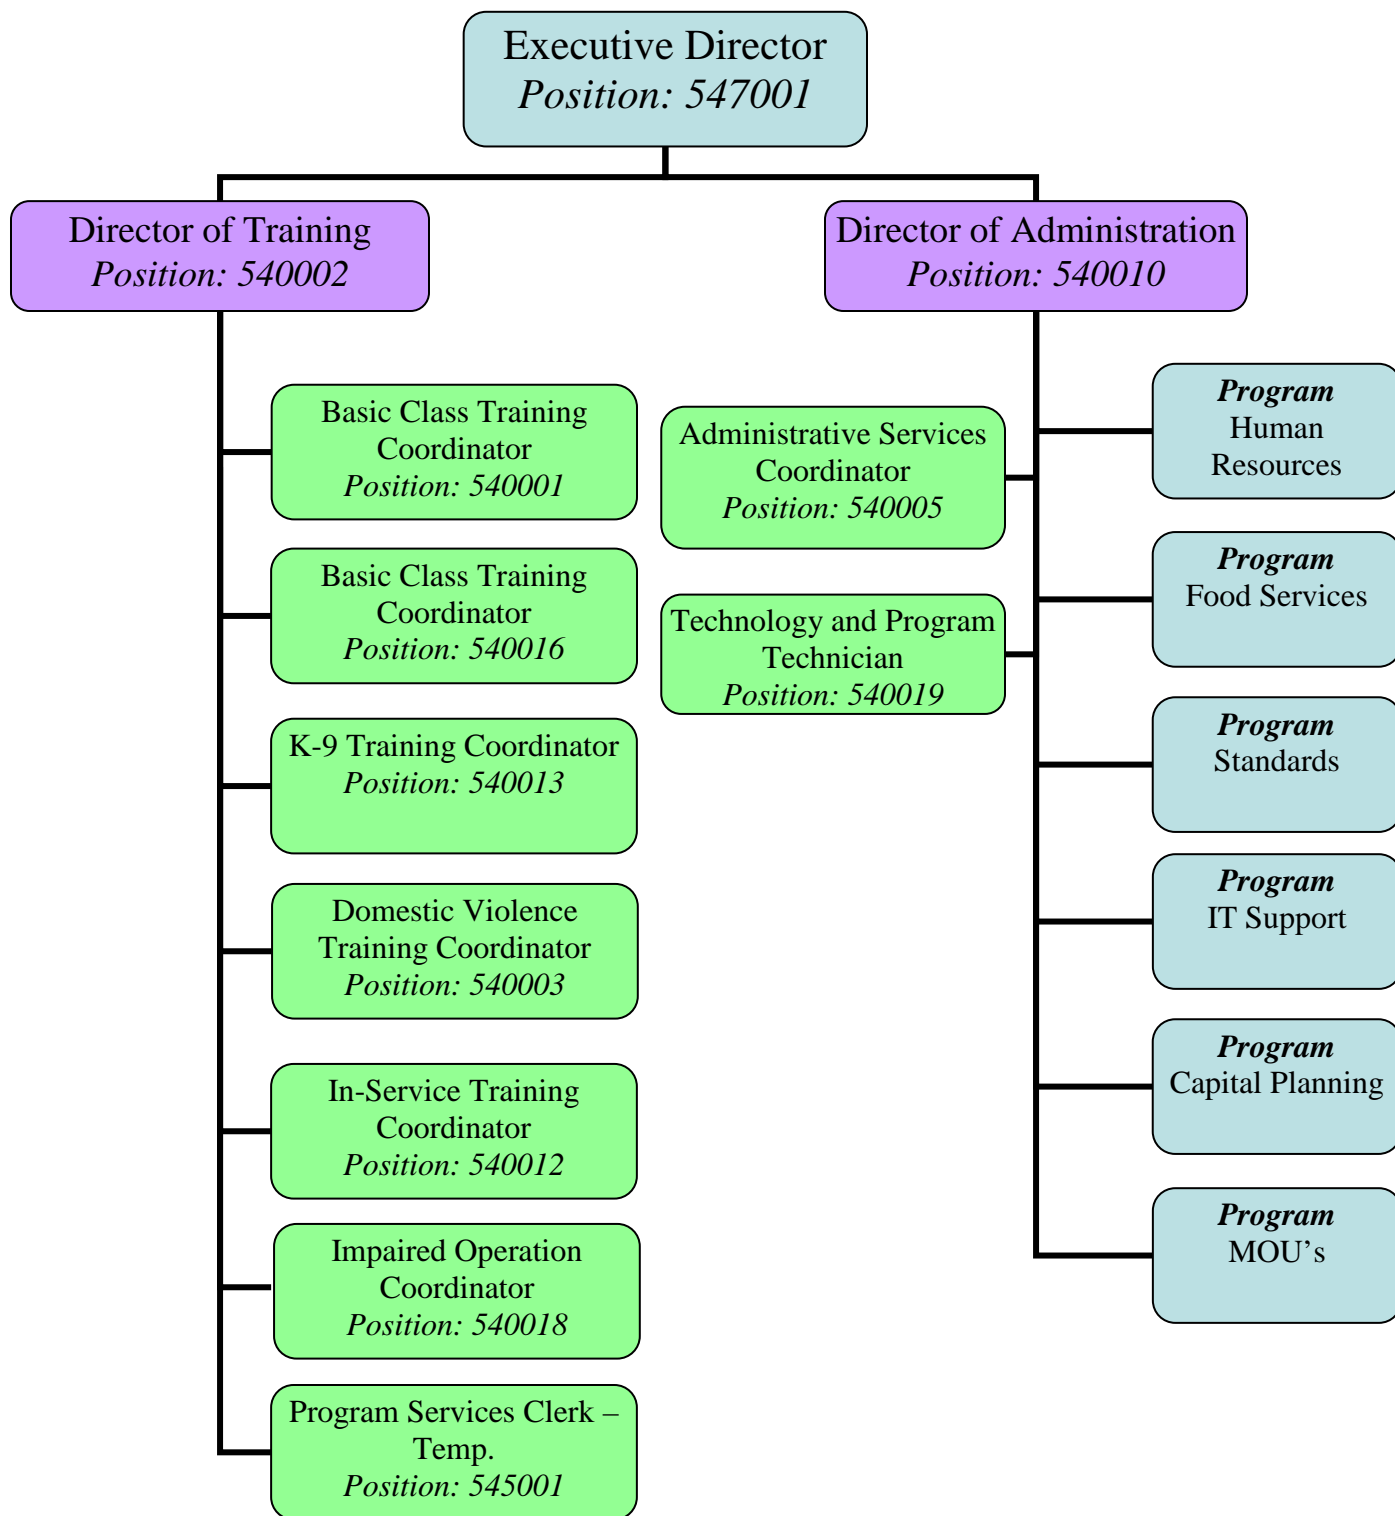 Executive Director
Position: 547001
Director of Training
Position: 540002
Director of Administration
Position: 540010
Basic Class Training
Coordinator
Position: 540001
Basic Class Training
Coordinator
Position: 540016
K-9 Training Coordinator
Position: 540013
Domestic Violence
Training Coordinator
Position: 540003
In-Service Training
Coordinator
Position: 540012
Impaired Operation
Coordinator
Position: 540018
Program Services Clerk –
Temp.
Position: 545001
Administrative Services
Coordinator
Position: 540005
Technology and Program
Technician
Position: 540019
Program
Human
Resources
Program
Food Services
Program
Standards
Program
IT Support
Program
Capital Planning
Program
MOU’s